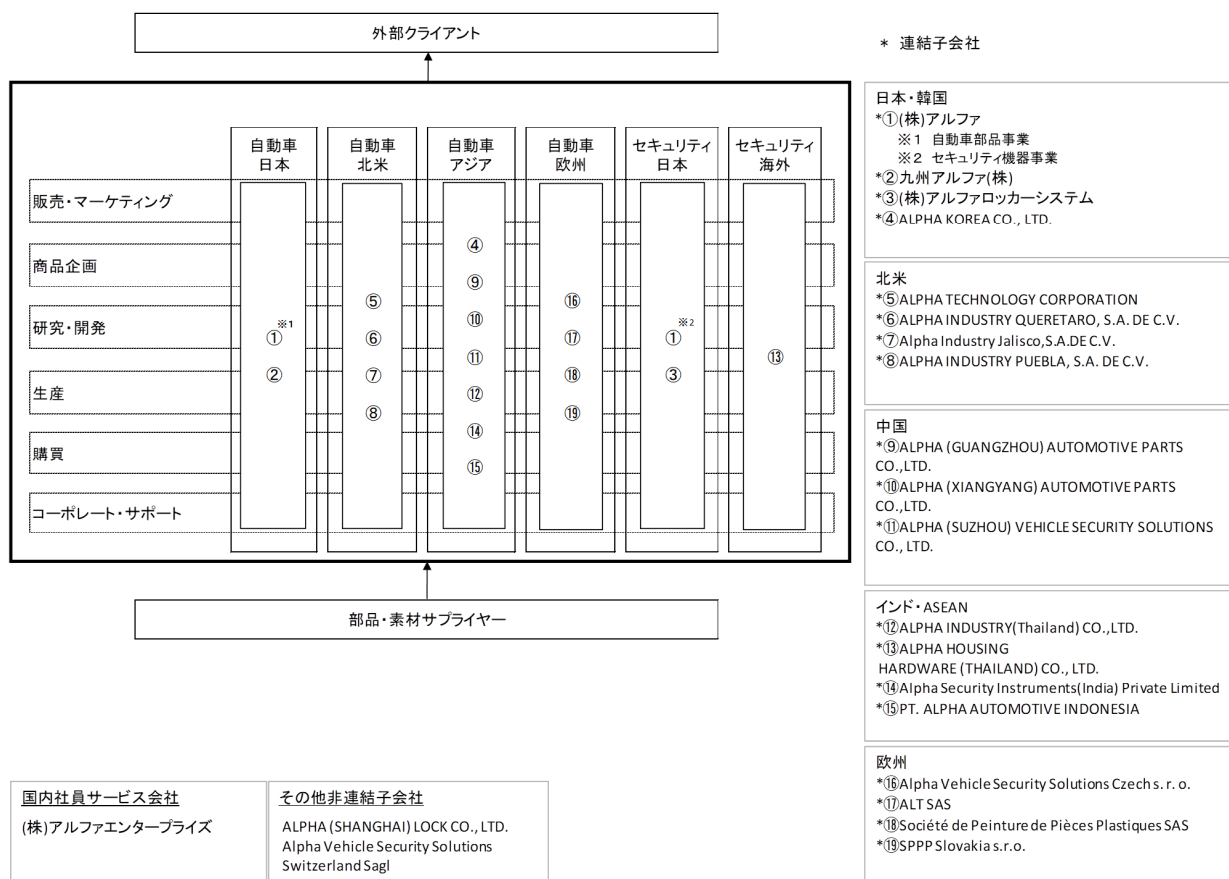 外部クライアント
* 連結子会社
自動車
日本
自動車
北米
自動車
アジア
自動車
欧州
セキュリティ
日本
セキュリティ
海外
販売・マーケティング
商品企画
研究・開発
生産
購買
コーポレート・サポート
①※1
②
⑤
⑥
⑦
⑧
④
⑨
⑩
⑪
⑫
⑭
⑮
⑯
⑰
⑱
⑲
①※2
③
⑬
部品・素材サプライヤー
日本・韓国
*①(株)アルファ
※1 自動車部品事業
※2 セキュリティ機器事業
*②九州アルファ(株)
*③(株)アルファロッカーシステム
*④ALPHA KOREA CO., LTD.
北米
*⑤ALPHA TECHNOLOGY CORPORATION
*⑥ALPHA INDUSTRY QUERETARO, S.A. DE C.V.
*⑦Alpha Industry Jalisco,S.A.DE C.V.
*⑧ALPHA INDUSTRY PUEBLA, S.A. DE C.V.
中国
*⑨ALPHA (GUANGZHOU) AUTOMOTIVE PARTS
CO.,LTD.
*⑩ALPHA (XIANGYANG) AUTOMOTIVE PARTS
CO.,LTD.
*⑪ALPHA (SUZHOU) VEHICLE SECURITY SOLUTIONS
CO., LTD.
インド・ASEAN
*⑫ALPHA INDUSTRY(Thailand) CO.,LTD.
*⑬ALPHA HOUSING
HARDWARE (THAILAND) CO., LTD.
*⑭Alpha Security Instruments(India) Private Limited
*⑮PT. ALPHA AUTOMOTIVE INDONESIA
欧州
*⑯Alpha Vehicle Security Solutions Czech s. r. o.
*⑰ALT SAS
*⑱Société de Peinture de Pièces Plastiques SAS
*⑲SPPP Slovakia s.r.o.
国内社員サービス会社
(株)アルファエンタープライズ
その他非連結子会社
ALPHA (SHANGHAI) LOCK CO., LTD.
Alpha Vehicle Security Solutions
Switzerland Sagl